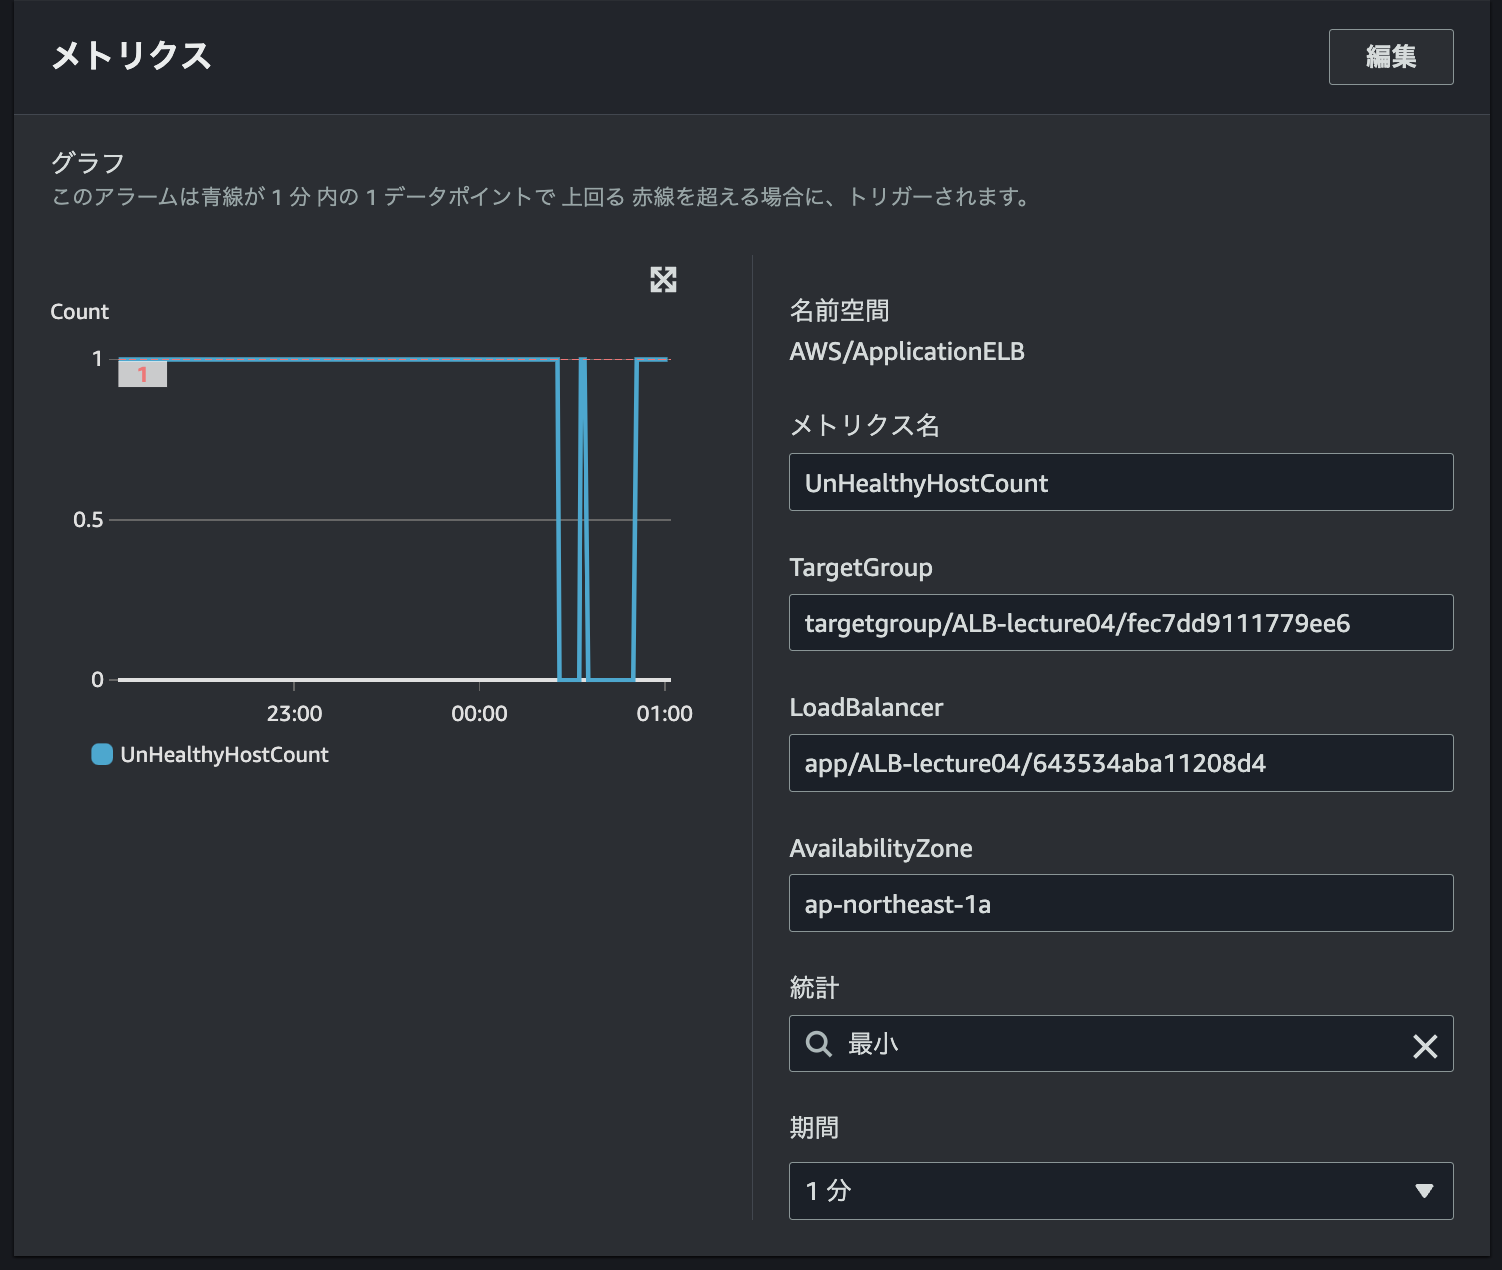 メトリクス
編集
グラフ
このアラームは青線が 1 分 内の 1 データポイントで 上回る 赤線を超える場合に、トリガーされます。
Count
1
1
0.5
0
23:00
00:00
01:00
UnHealthyHostCount
名前空間
AWS/ApplicationELB
メトリクス名
UnHealthyHostCount
TargetGroup
targetgroup/ALB-lecture04/fec7dd9111779ee6
LoadBalancer
app/ALB-lecture04/643534aba11208d4
AvailabilityZone
ap-northeast-1a
統計
最小
期間
1 分